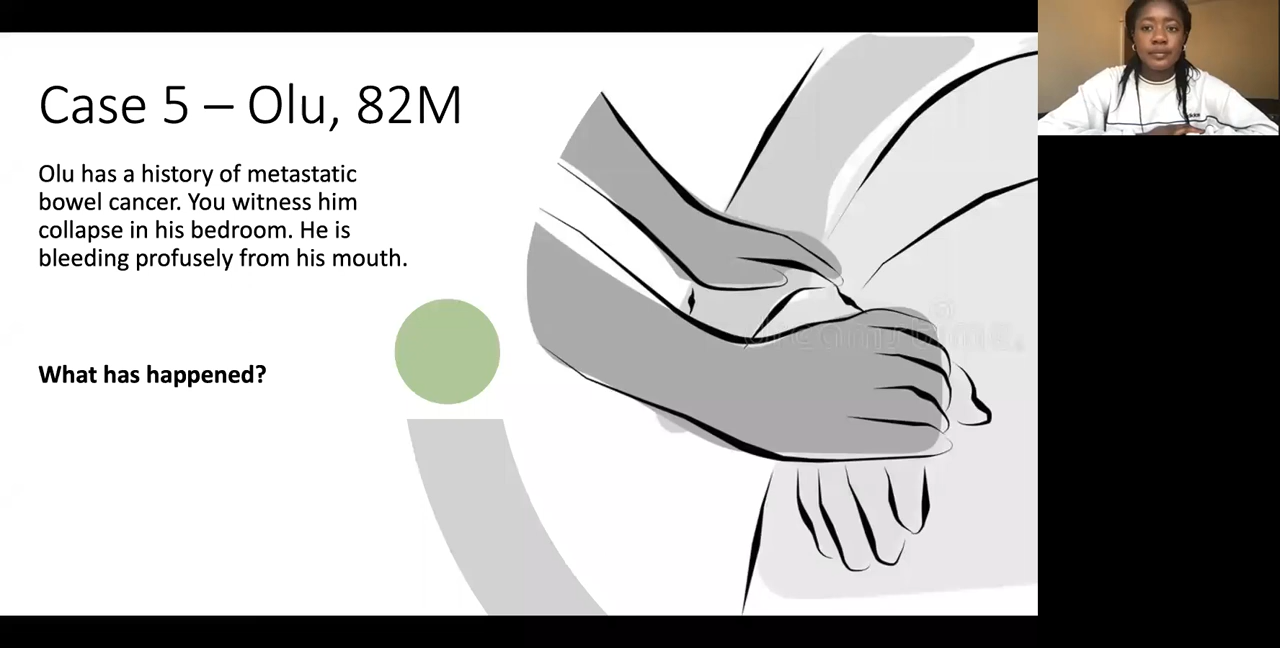 Case 5 – Olu, 82M
Olu has a history of metastatic
bowel cancer. You witness him
collapse in his bedroom. He is
bleeding profusely from his mouth.
What has happened?